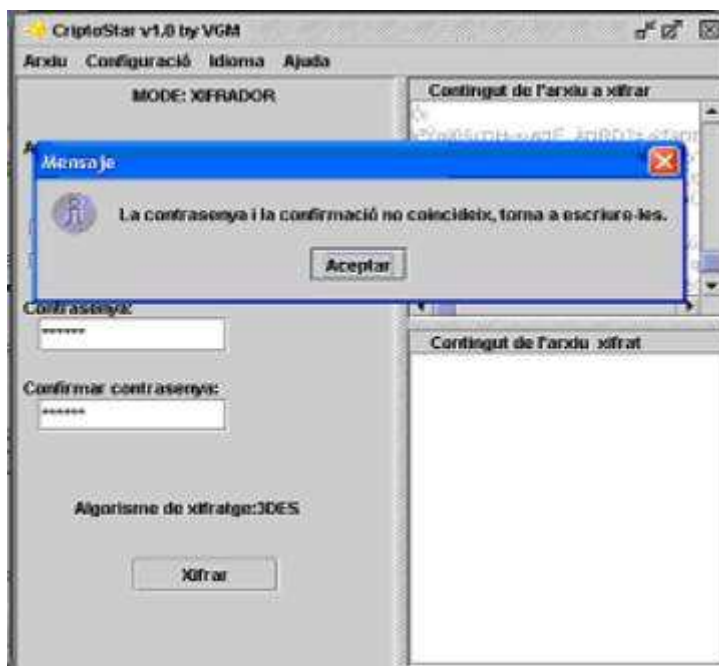 CriptoStar v1.0 by VGM
Arxiu Configuració Idioma Ajuda
MODE: XIFRADOR
Contingut de l'arxiu a xifrar
Mensaje
La contrasenya i la confirmació no coincideix, torna a escriure-les.
Aceptar
Contrasenya:
******
Contingut de l'arxiu xifrat
Confirmar contrasenya:
******
Algorisme de xifratge:3DES
Xifrar